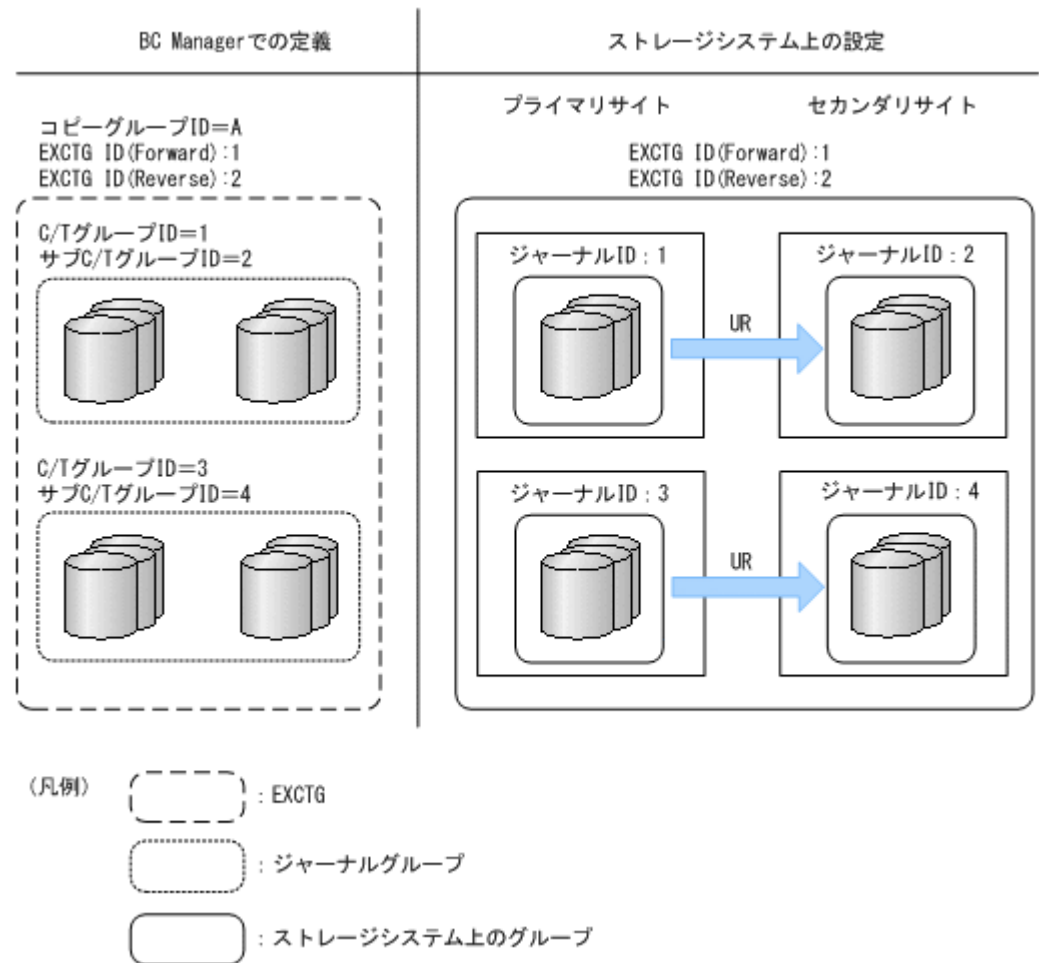 BC Managerでの定義
ストレージシステム上の設定
プライマリサイト
セカンダリサイト
コピーグループID＝A
EXCTG ID(Forward):1
EXCTG ID(Reverse):2
EXCTG ID(Forward):1
EXCTG ID(Reverse):2
C/TグループID＝1
サブC/TグループID＝2
ジャーナルID：1
ジャーナルID：2
UR
C/TグループID＝3
サブC/TグループID＝4
ジャーナルID：3
ジャーナルID：4
UR
（凡例）
：EXCTG
：ジャーナルグループ
：ストレージシステム上のグループ